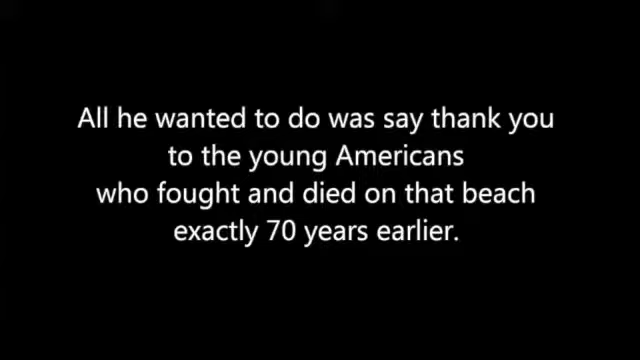 All he wanted to do was say thank you
to the young Americans
who fought and died on that beach
exactly 70 years earlier.